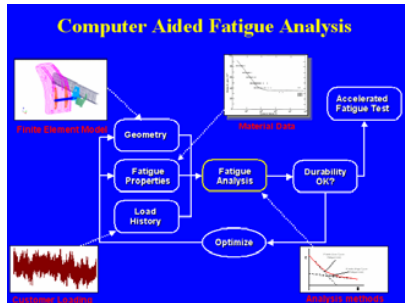 Computer Aided Fatigue Analysis
Finite Element Model
Material Data
Accelerated
Fatigue Test
Geometry
Fatigue
Properties
Load
History
Fatigue
Analysis
Durability
OK?
Optimize
Customer Loading
Analysis methods